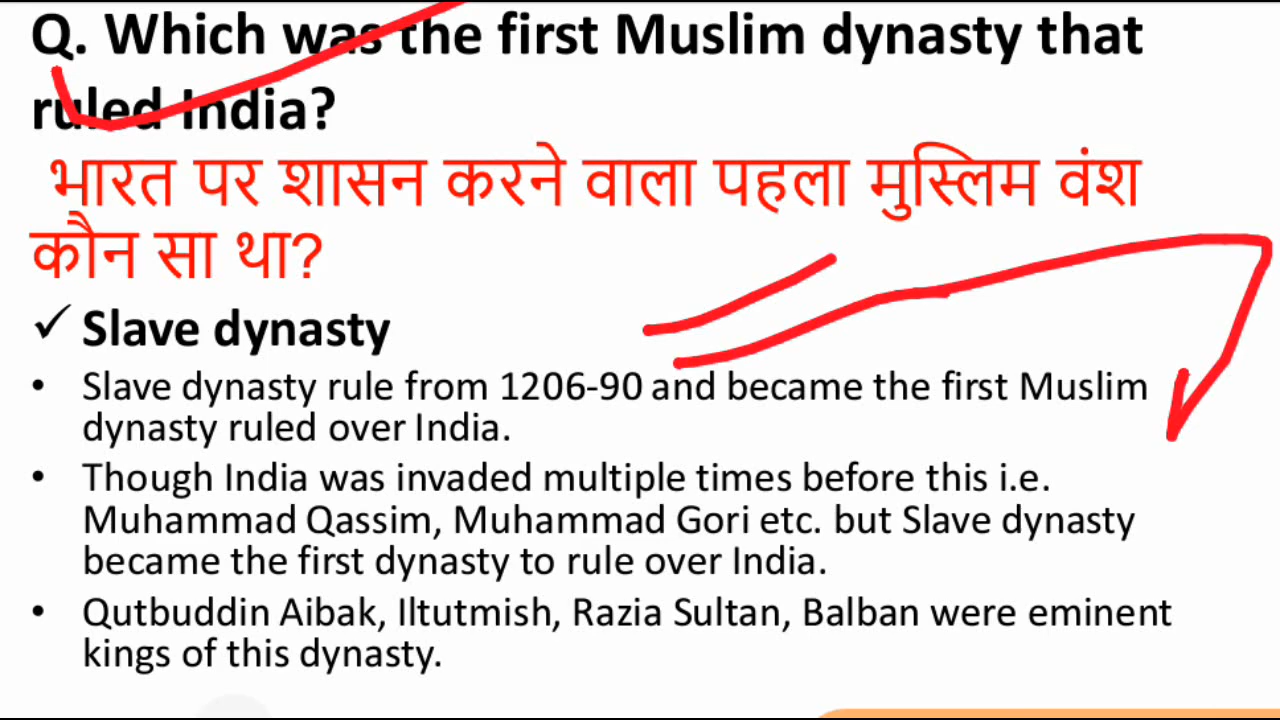 Q. Which was the first Muslim dynasty that
ruled India?
भारत पर शासन करने वाला पहला मुस्लिम वंश
कौन सा था?
✓ Slave dynasty
• Slave dynasty rule from 1206-90 and became the first Muslim
dynasty ruled over India.
• Though India was invaded multiple times before this i.e.
Muhammad Qassim, Muhammad Gori etc. but Slave dynasty
became the first dynasty to rule over India.
• Qutbuddin Aibak, Iltutmish, Razia Sultan, Balban were eminent
kings of this dynasty.